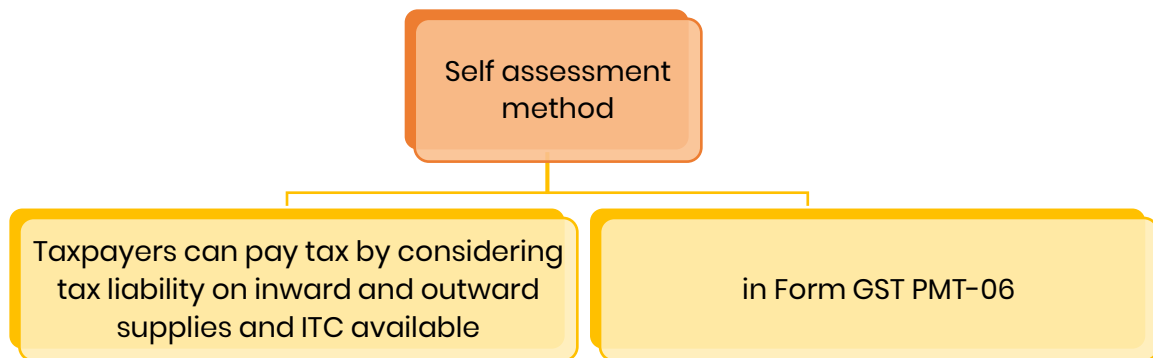 Self assessment
method
Taxpayers can pay tax by considering
tax liability on inward and outward
supplies and ITC available
in Form GST PMT-06